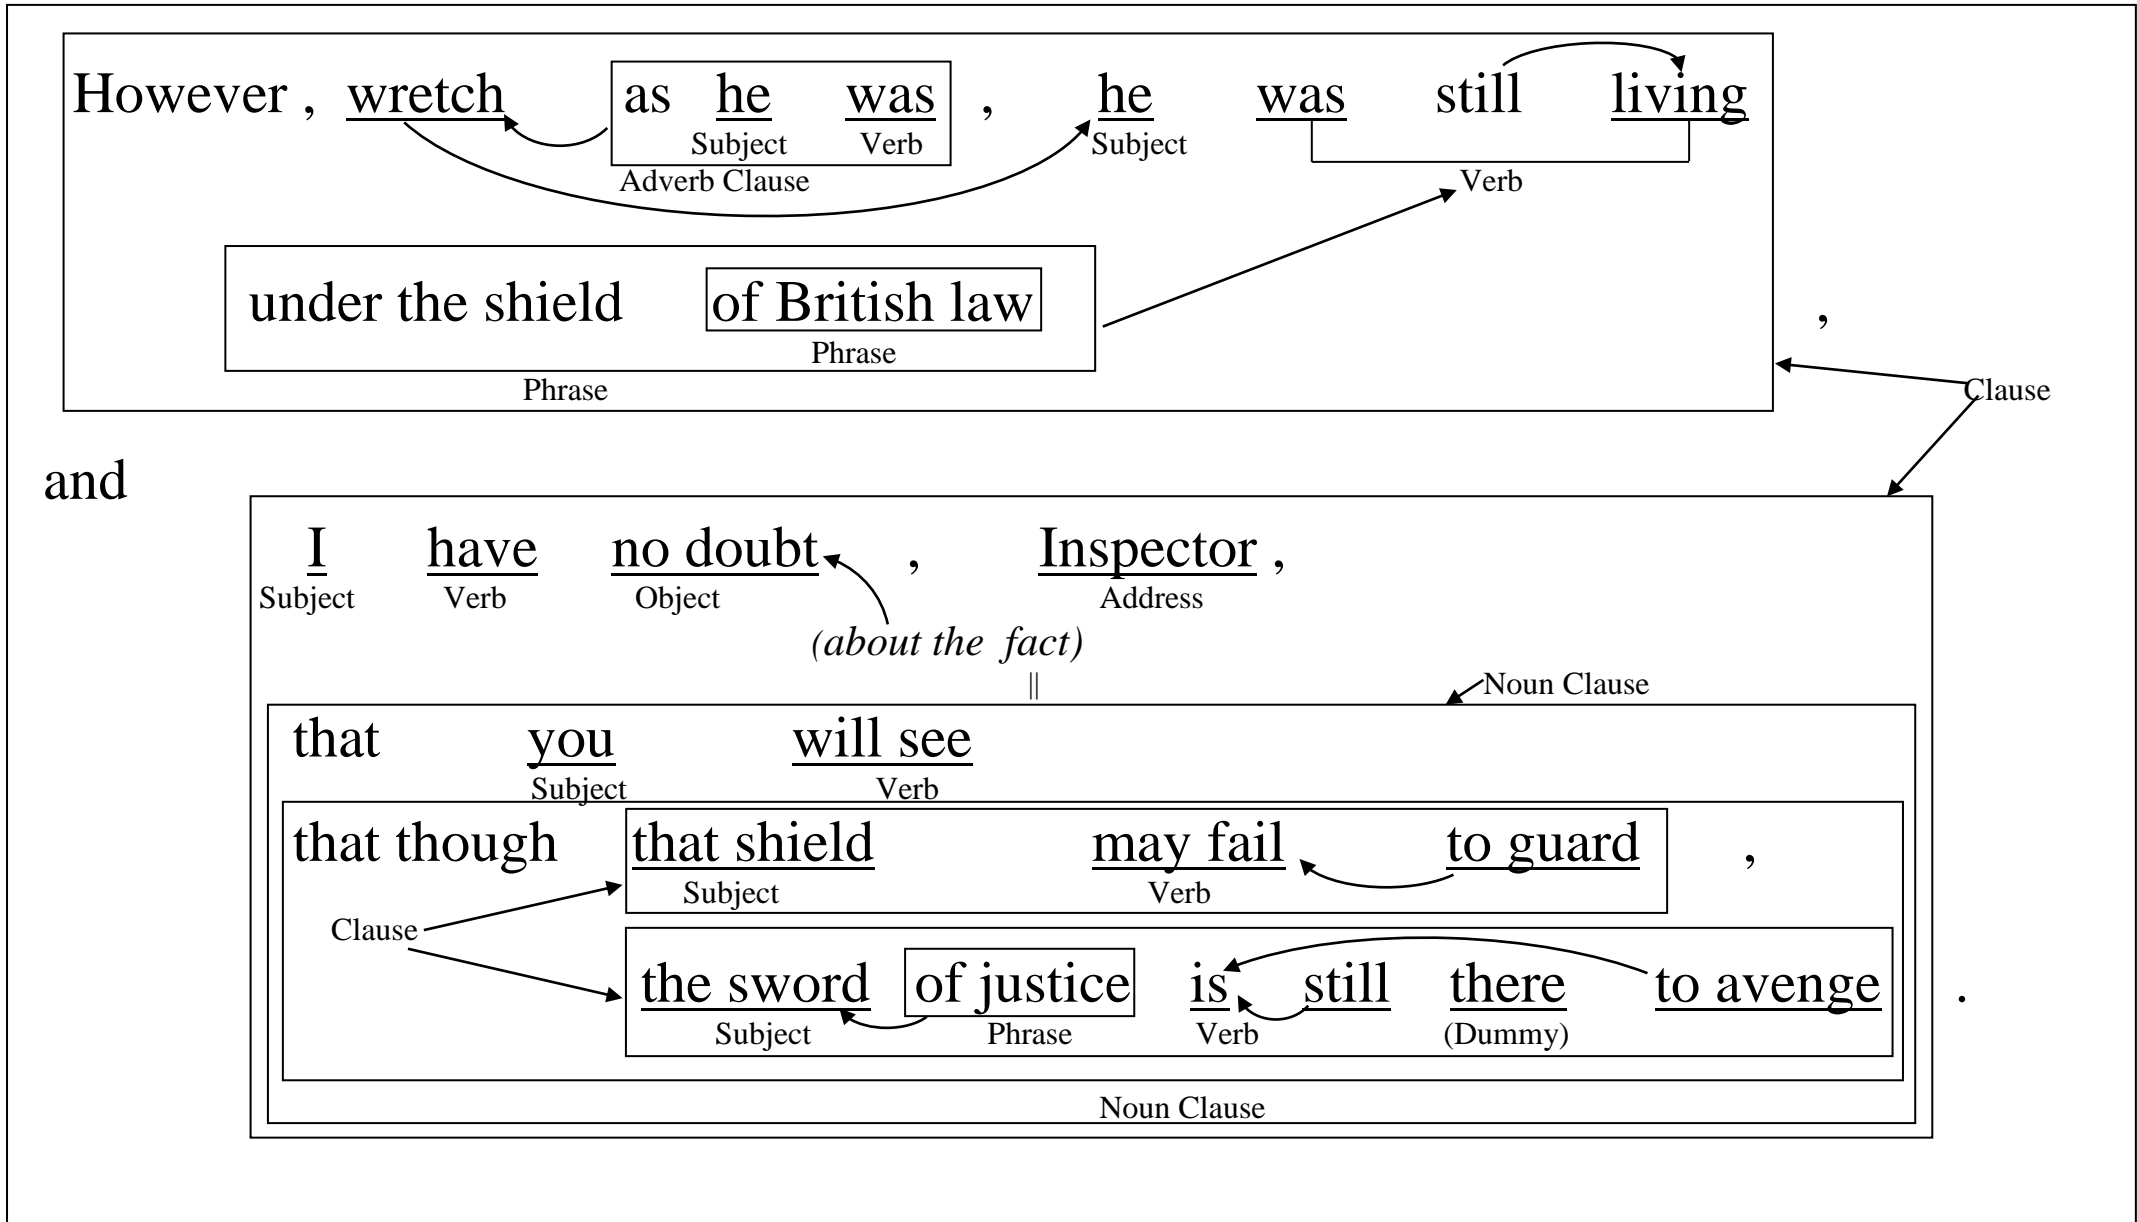 However , wretch as he was , he was still living
Subject Verb Subject
Adverb Clause Verb
under the shield of British law ,
Phrase
Phrase Clause
and
I have no doubt , Inspector ,
Subject Verb Object Address
(about the fact)
|| Noun Clause
that you will see
Subject Verb
that though that shield may fail to guard ,
Subject Verb
Clause
the sword of justice is still there to avenge .
Subject Phrase Verb (Dummy)
Noun Clause